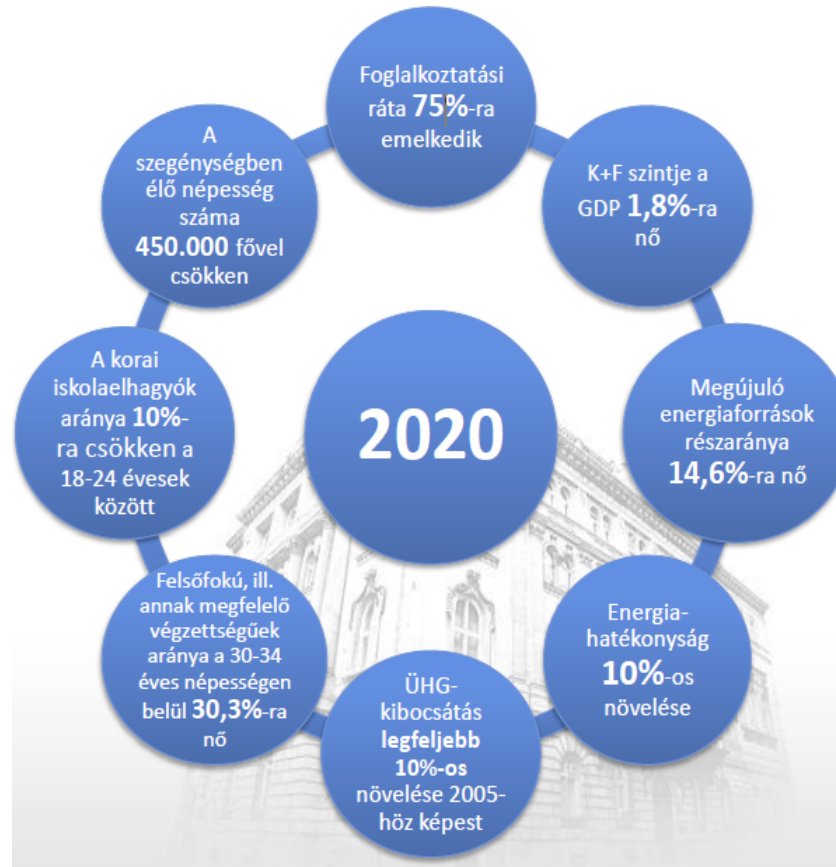 Foglalkoztatási
ráta 75%-ra
emelkedik
K+F szintje a
GDP 1,8%-ra
nő
Megújuló
energiaforrások
részaránya
14,6%-ra nő
Energia-
hatékonyság
10%-os
növelése
ÜHG-
kibocsátás
legfeljebb
10%-os
növelése 2005-
höz képest
Felsőfokú, ill.
annak megfelelő
végzettségűek
aránya a 30-34
éves népességen
belül 30,3%-ra
nő
A korai
iskolaelhagyók
aránya 10%-
ra csökken a
18-24 évesek
között
A
szegénységben
élő népesség
száma
450.000 fővel
csökken
2020